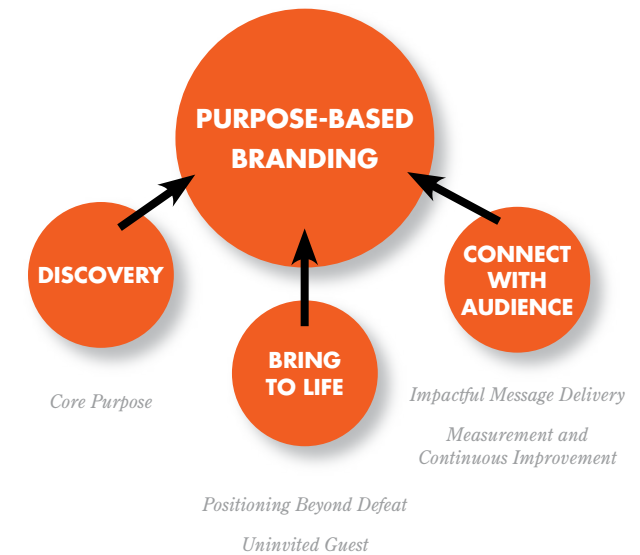 PURPOSE-BASED
BRANDING
DISCOVERY
Core Purpose
BRING
TO LIFE
Positioning Beyond Defeat
Uninvited Guest
CONNECT
WITH
AUDIENCE
Impactful Message Delivery
Measurement and
Continuous Improvement